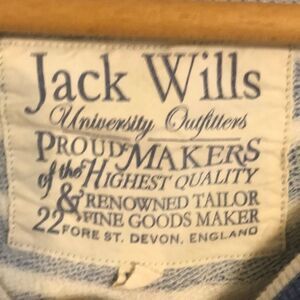 Jack Wills
University Outfitters
PROUD MAKERS
of the HIGHEST QUALITY
& RENOWNED TAILOR
22 FINE GOODS MAKER
FORE ST. DEVON, ENGLAND